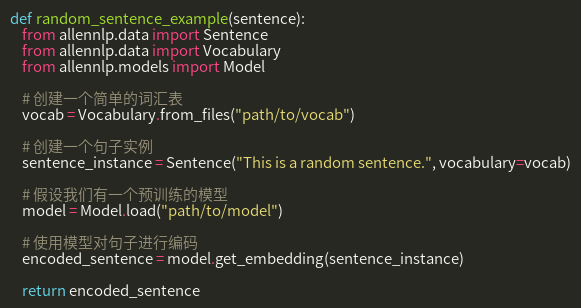 def random_sentence_example(sentence):
    from allennlp.data import Sentence
    from allennlp.data import Vocabulary
    from allennlp.models import Model

    # 创建一个简单的词汇表
    vocab = Vocabulary.from_files("path/to/vocab")

    # 创建一个句子实例
    sentence_instance = Sentence("This is a random sentence.", vocabulary=vocab)

    # 假设我们有一个预训练的模型
    model = Model.load("path/to/model")

    # 使用模型对句子进行编码
    encoded_sentence = model.get_embedding(sentence_instance)

    return encoded_sentence